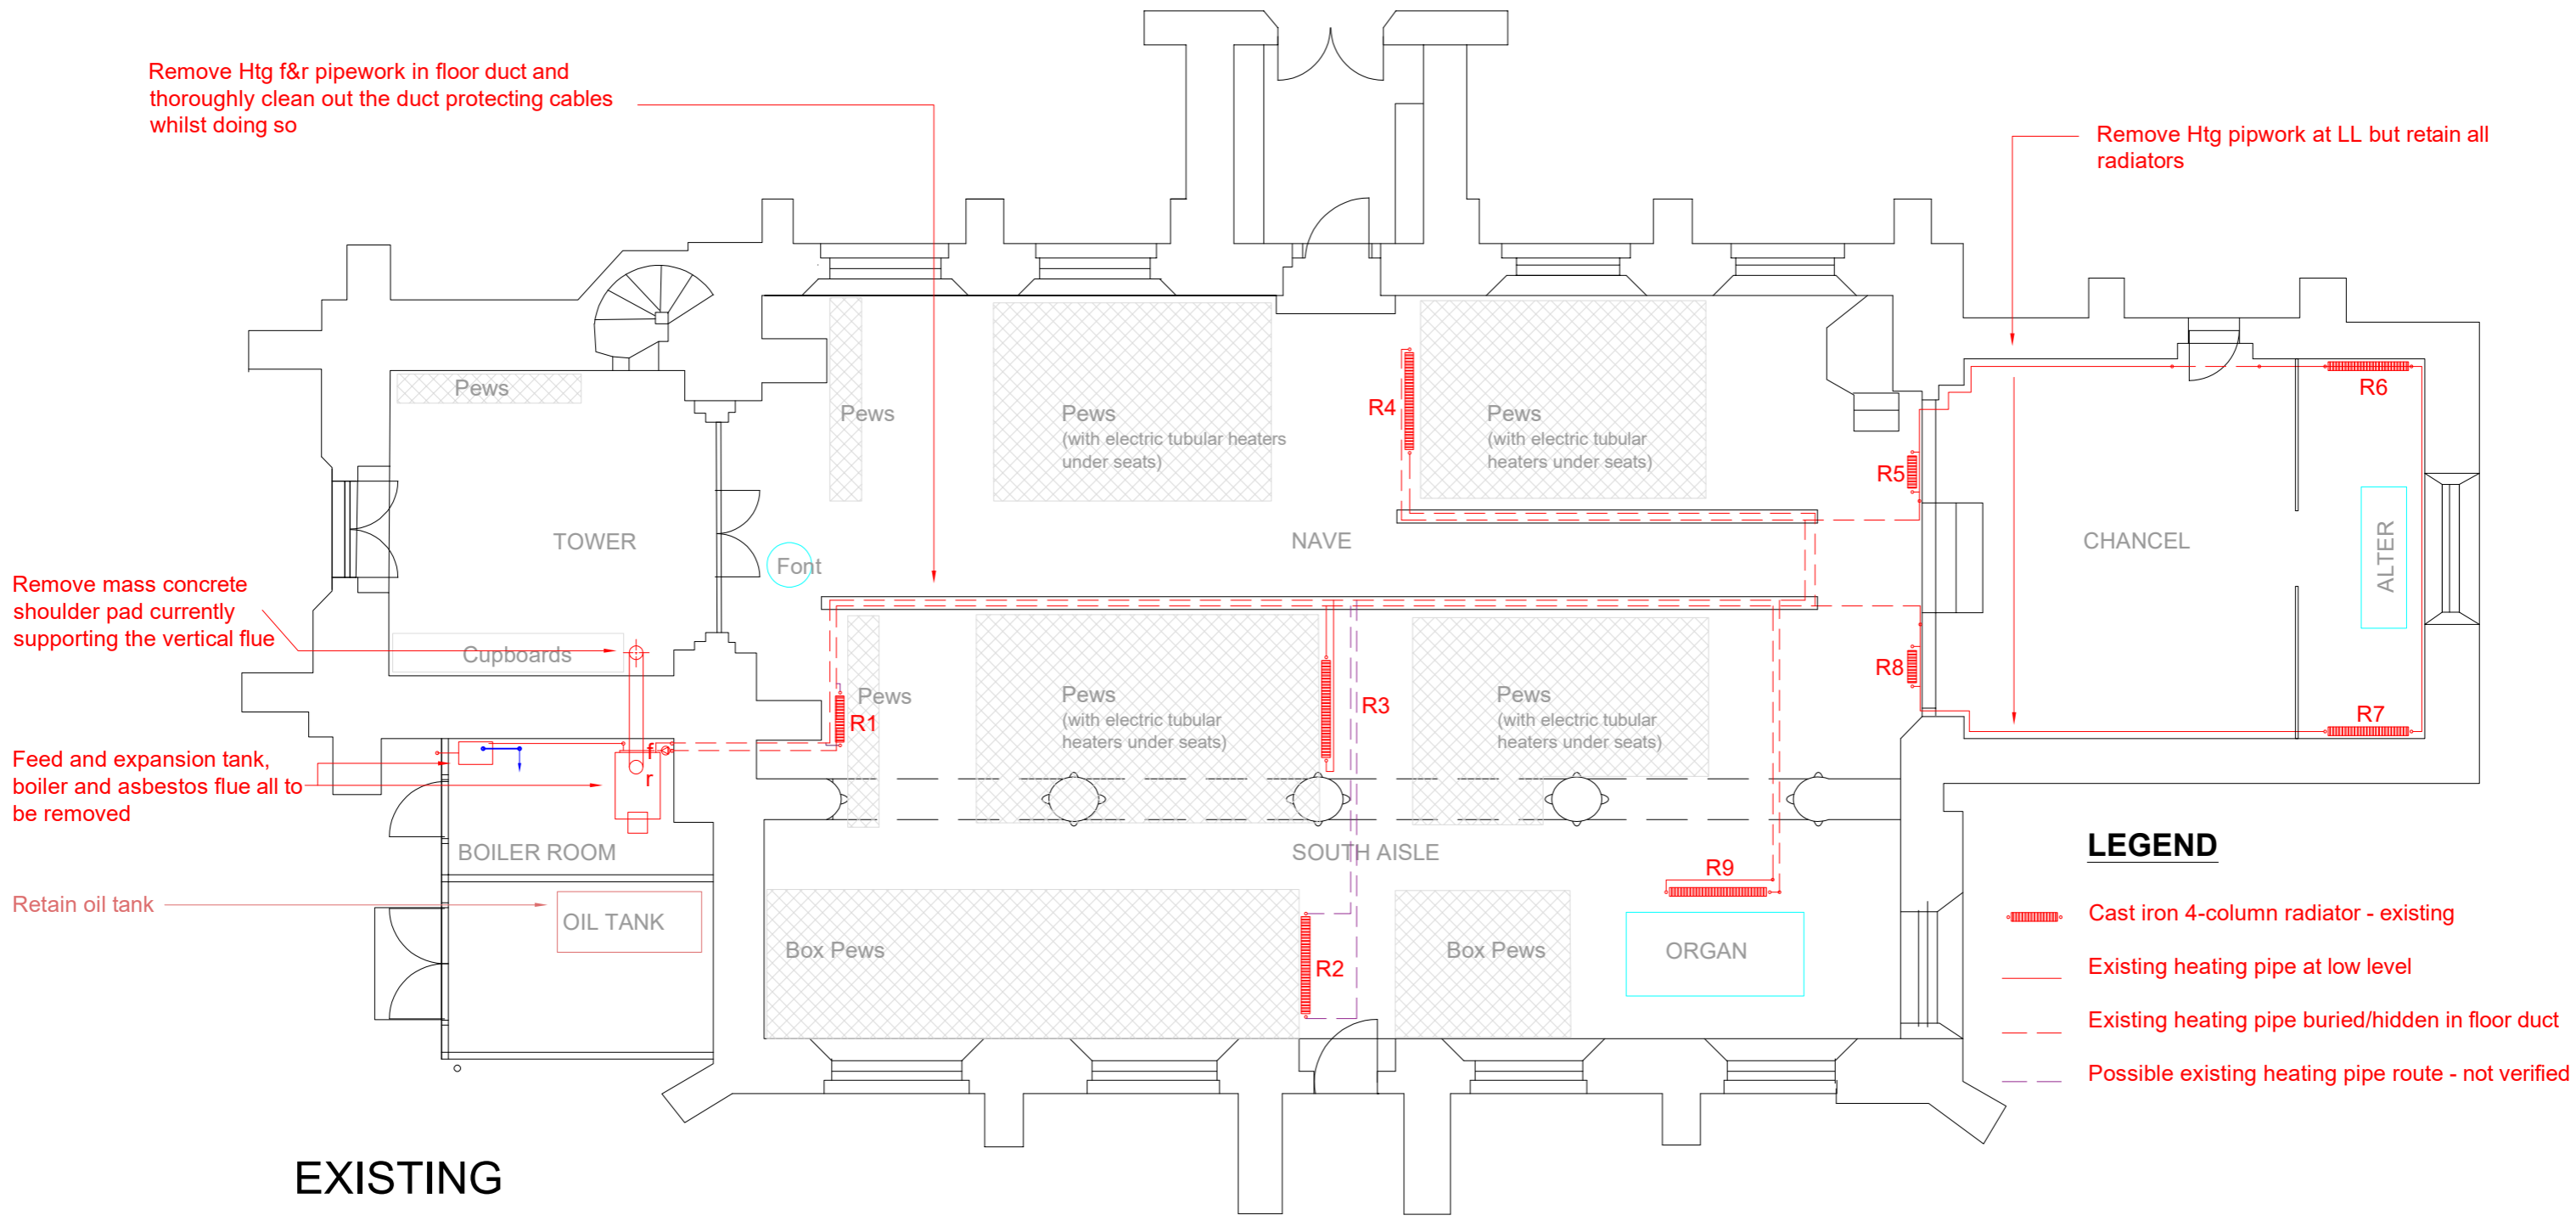 Remove Htg f&r pipework in floor duct and
thoroughly clean out the duct protecting cables
whilst doing so
Remove Htg pipwork at LL but retain all
radiators
Pews
Pews
Pews
(with electric tubular heaters
under seats)
R4
Pews
(with electric tubular
heaters under seats)
R5
R6
TOWER
Font
NAVE
CHANCEL
ALTER
Remove mass concrete
shoulder pad currently
supporting the vertical flue
Cupboards
Pews
R1
Pews
(with electric tubular
heaters under seats)
R3
Pews
(with electric tubular
heaters under seats)
R8
R7
Feed and expansion tank,
boiler and asbestos flue all to
be removed
f
r
BOILER ROOM
SOUTH AISLE
R9
Retain oil tank
OIL TANK
Box Pews
R2
Box Pews
ORGAN
LEGEND
Cast iron 4-column radiator - existing
Existing heating pipe at low level
Existing heating pipe buried/hidden in floor duct
Possible existing heating pipe route - not verified
EXISTING